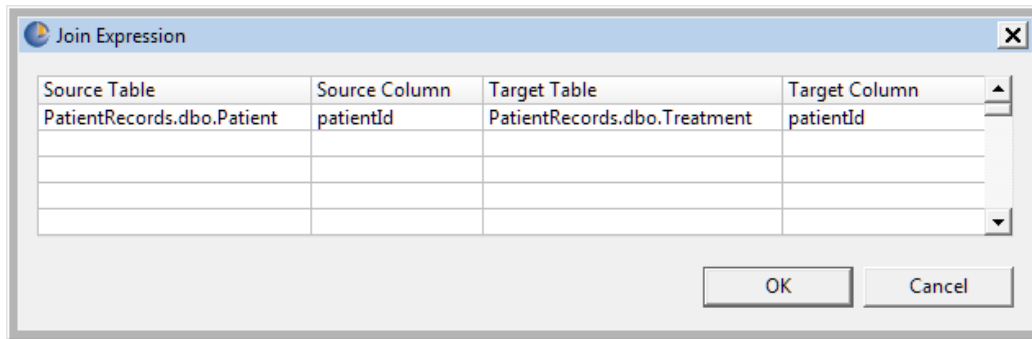 Join Expression
Source Table Source Column Target Table Target Column
PatientRecords.dbo.Patient patientId PatientRecords.dbo.Treatment patientId
OK Cancel